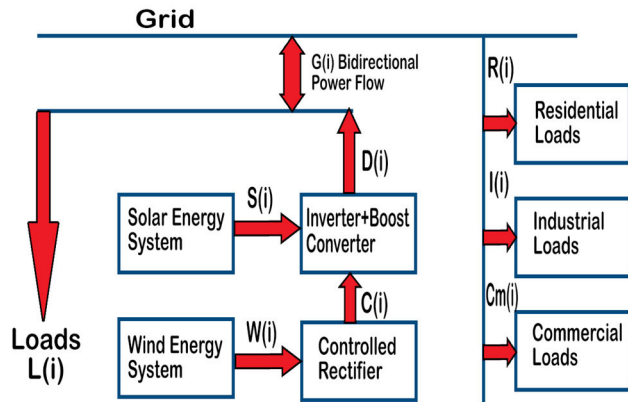 Grid
G(i) Bidirectional
Power Flow
R(i)
Residential
Loads
D(i)
I(i)
Solar Energy
System
S(i)
Inverter+Boost
Converter
Industrial
Loads
C(i)
Cm(i)
Loads
L(i)
Wind Energy
System
W(i)
Controlled
Rectifier
Commercial
Loads